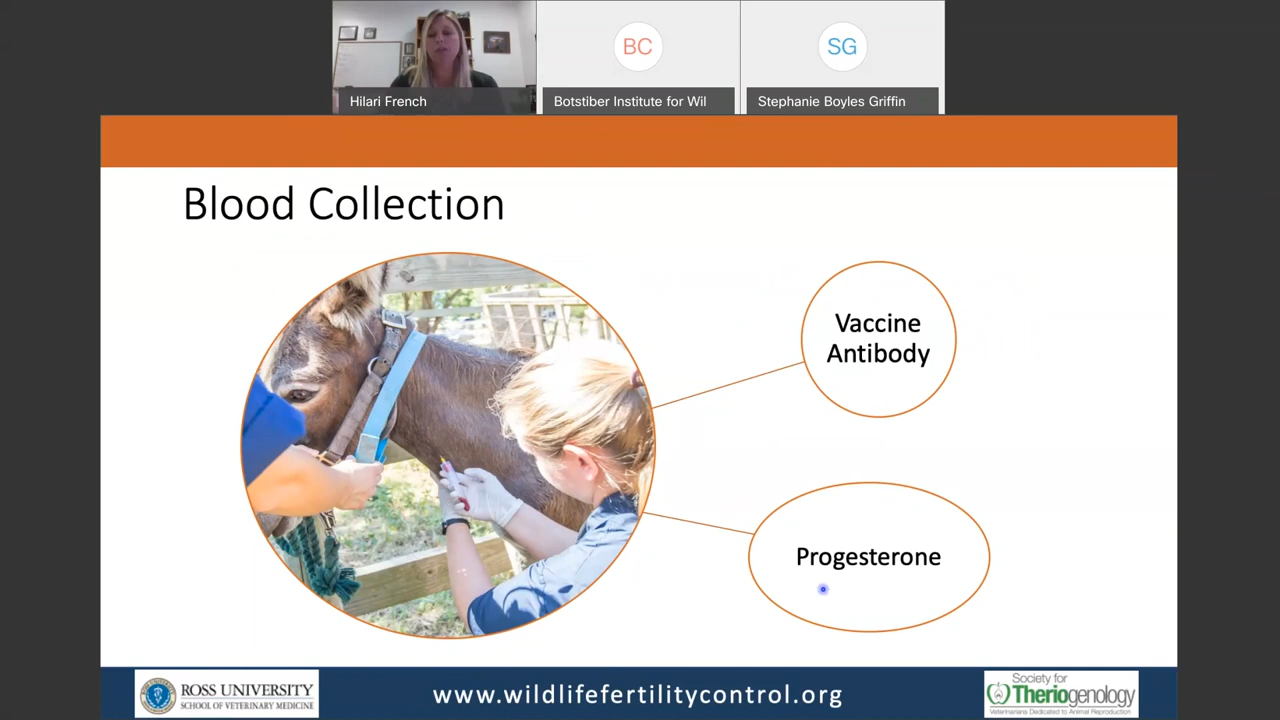 BC
SG
Hilari French
Botstiber Institute for Wil
Stephanie Boyles Griffin
Blood Collection
Vaccine
Antibody
Progesterone
ROSS UNIVERSITY
SCHOOL OF VETERINARY MEDICINE
www.wildlifefertilitycontrol.org
Society for
Theriogenology
Veterinarians Dedicated to Animal Reproduction